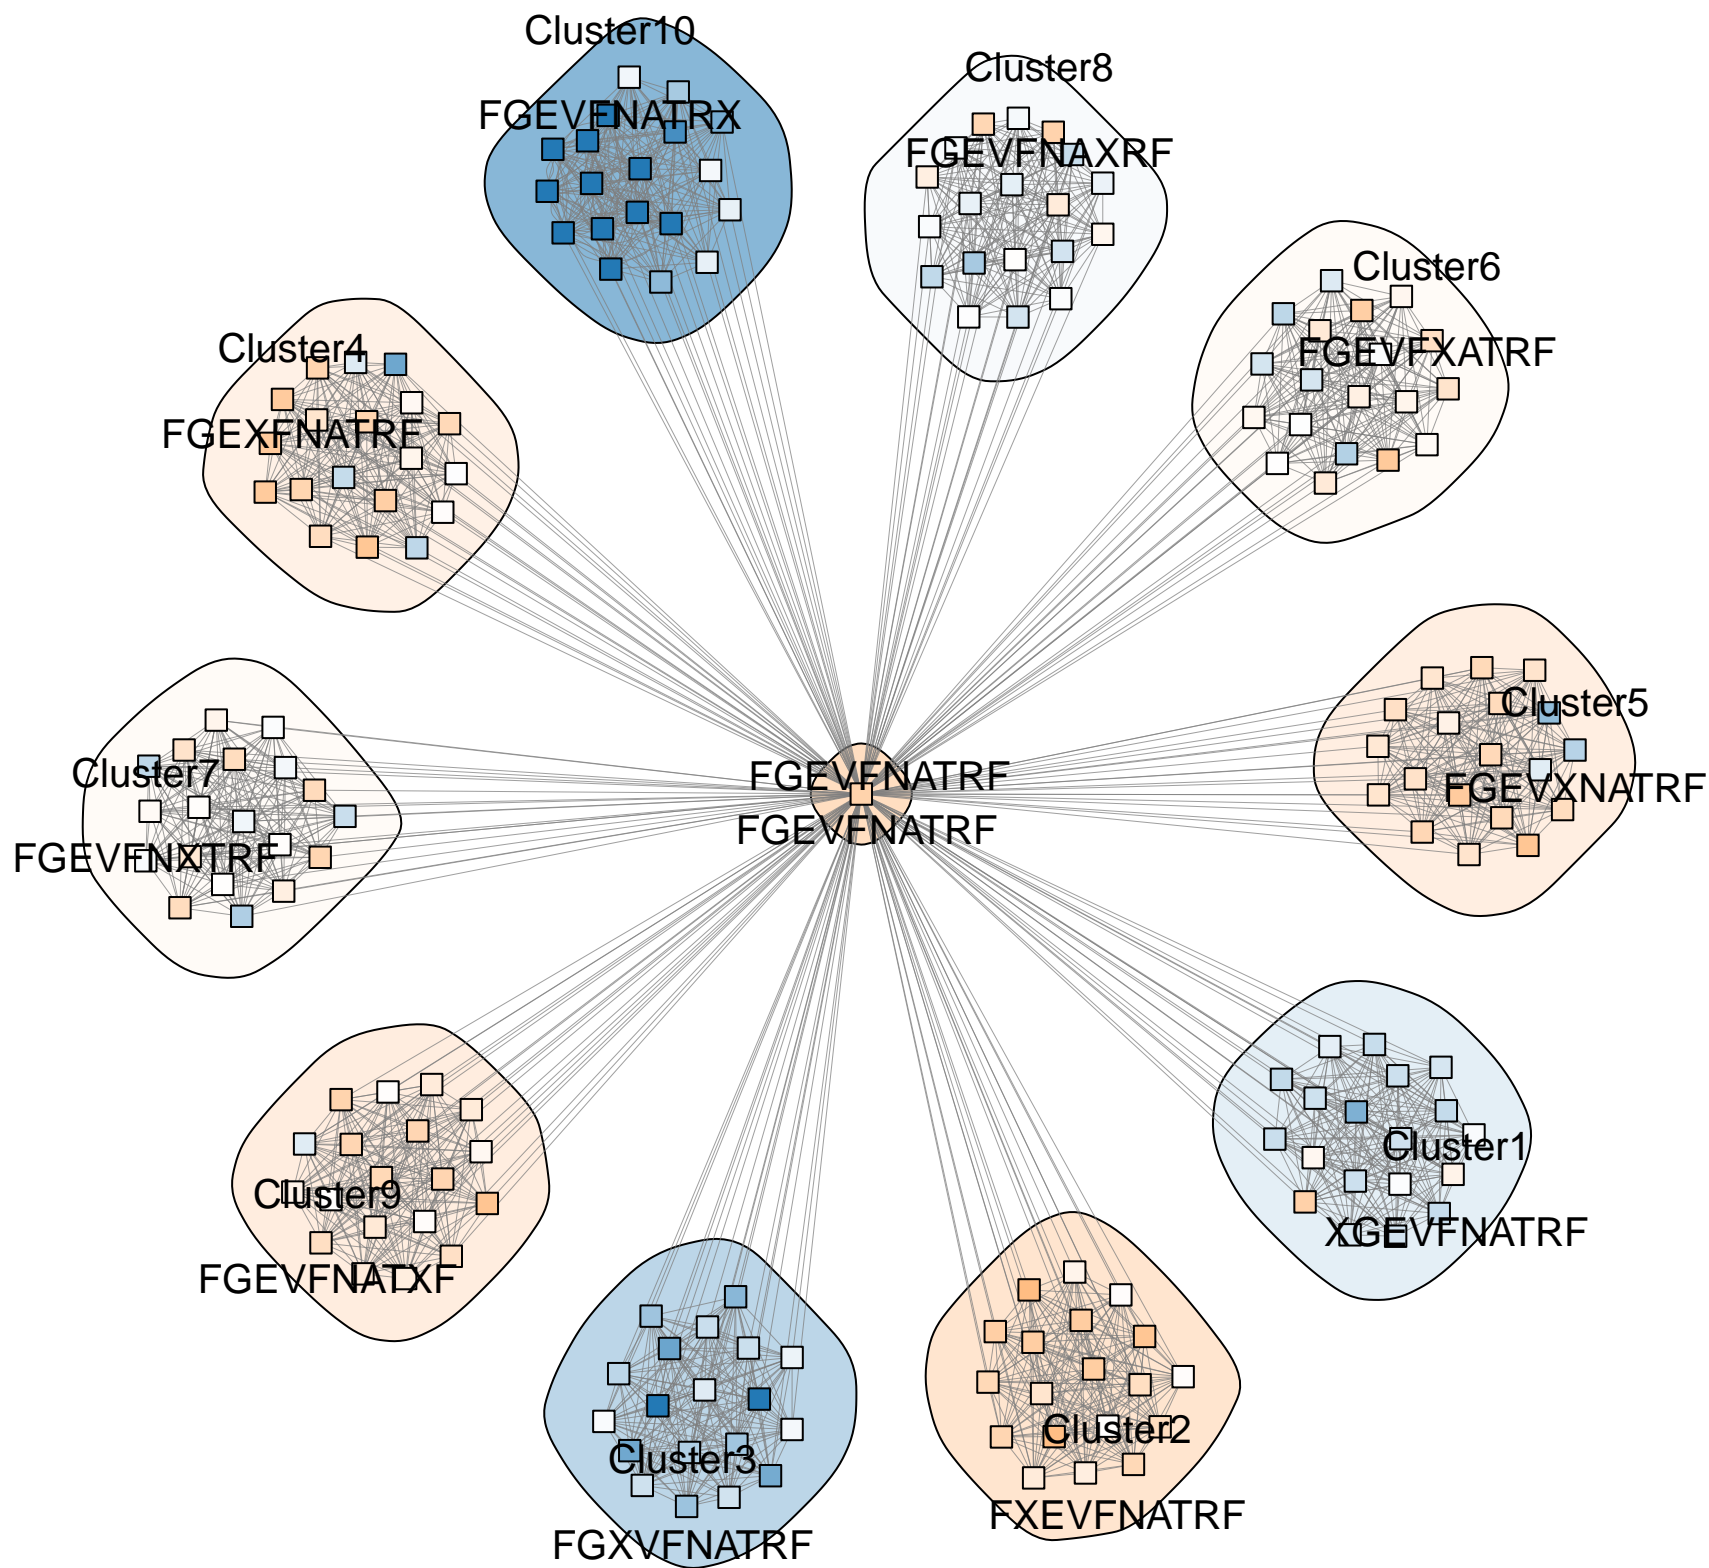 Cluster10
FGEVFNATRX
Cluster8
FGEVFNAXRF
Cluster6
FGEVFXATRF
Cluster4
FGEXFNATRF
Cluster5
FGEVXNATRF
Cluster7
FGEVFNXTRF
FGEVFNATRF
FGEVFNATRF
Cluster1
XGEVFNATRF
Cluster9
FGEVFNATXF
Cluster2
FXEVFNATRF
Cluster3
FGXVFNATRF